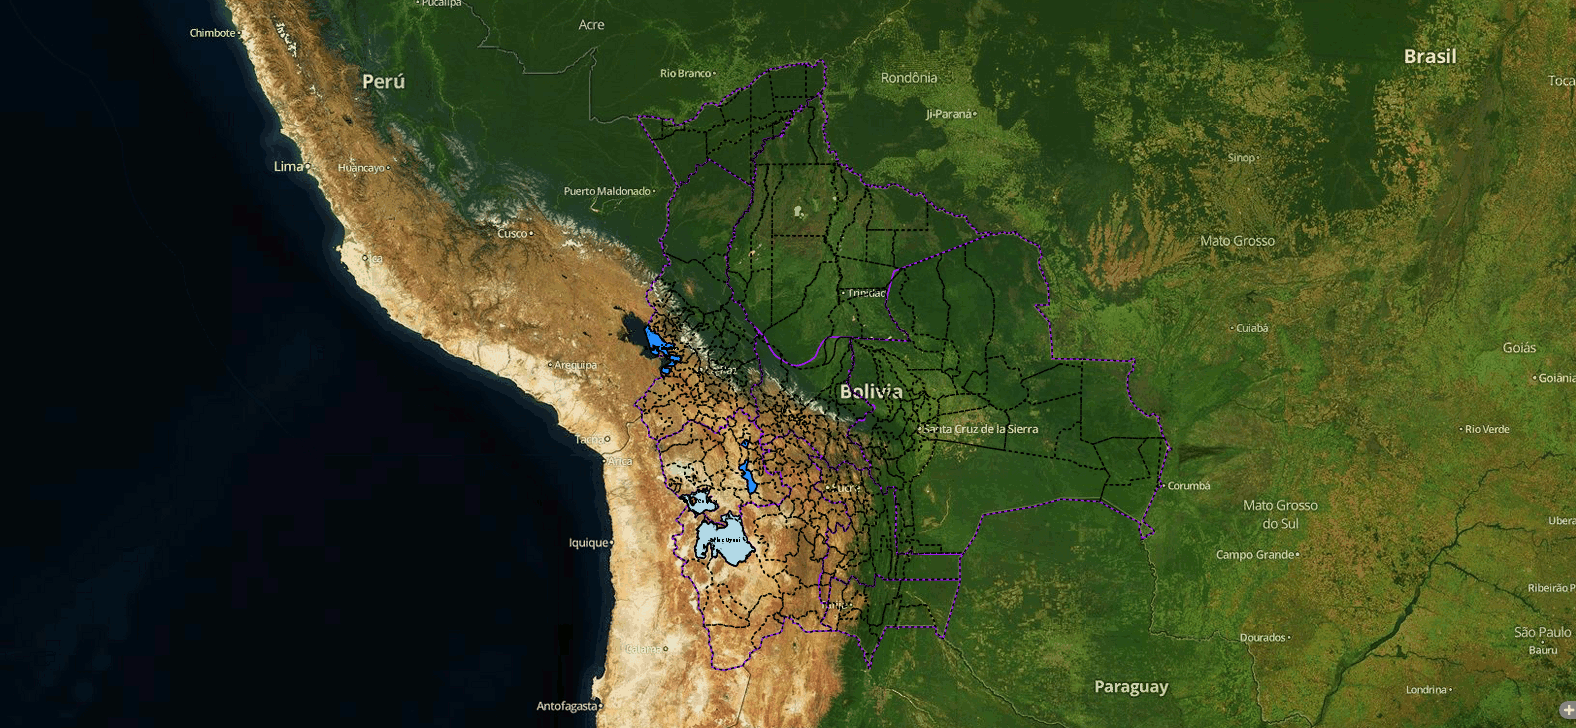 Pucallpa
Acre
Chimbote
Brasil
Rio Branco
Rondônia
Perú
Toca
Ji-Paraná
Sinop
Lima
Huancayo
Puerto Maldonado
Cusco
Mato Grosso
Ica
Trinidad
Cuiabá
Goiás
Arequipa
Goiânia
Bolivia
Santa Cruz de la Sierra
Rio Verde
Tacna
Arica
Corumbá
Mato Grosso
do Sul
Ubera
Iquique
Campo Grande
Ribeirão P
São Paulo
Dourados
Bauru
Calama
Paraguay
Londrina
Antofagasta